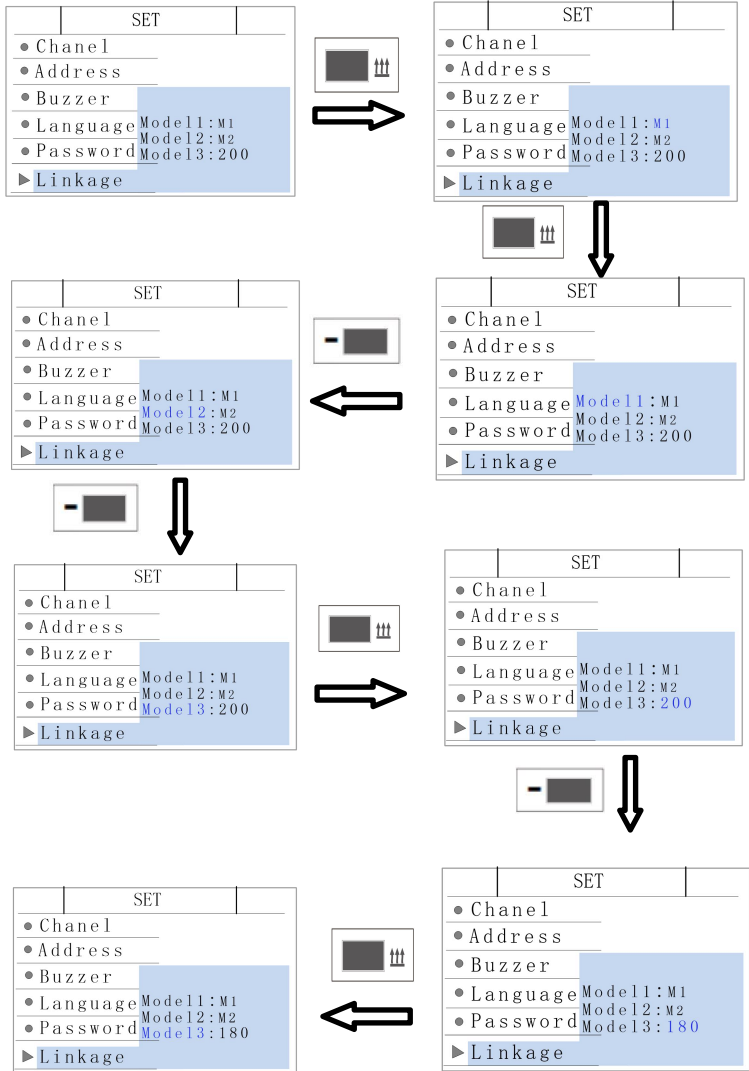 SET
Chanel
Address
Buzzer
Language
Password
Linkage
Model1:M1
Model2:M2
Model3:200
SET
Chanel
Address
Buzzer
Language
Password
Linkage
Model1:M1
Model2:M2
Model3:200
SET
Chanel
Address
Buzzer
Language
Password
Linkage
Model1:M1
Model2:M2
Model3:200
-
SET
Chanel
Address
Buzzer
Language
Password
Linkage
Model1:M1
Model2:M2
Model3:200
-
SET
Chanel
Address
Buzzer
Language
Password
Linkage
Model1:M1
Model2:M2
Model3:200
SET
Chanel
Address
Buzzer
Language
Password
Linkage
Model1:M1
Model2:M2
Model3:200
-
SET
Chanel
Address
Buzzer
Language
Password
Linkage
Model1:M1
Model2:M2
Model3:180
SET
Chanel
Address
Buzzer
Language
Password
Linkage
Model1:M1
Model2:M2
Model3:180